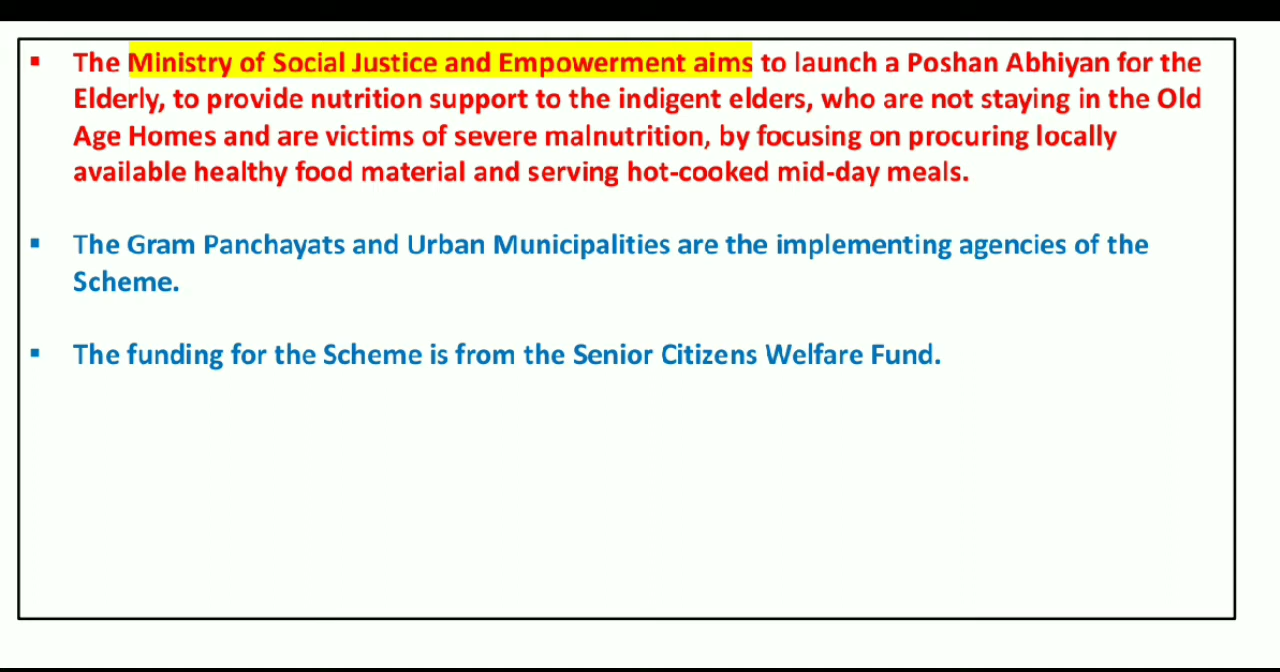 ▪ The Ministry of Social Justice and Empowerment aims to launch a Poshan Abhiyan for the
Elderly, to provide nutrition support to the indigent elders, who are not staying in the Old
Age Homes and are victims of severe malnutrition, by focusing on procuring locally
available healthy food material and serving hot-cooked mid-day meals.
▪ The Gram Panchayats and Urban Municipalities are the implementing agencies of the
Scheme.
▪ The funding for the Scheme is from the Senior Citizens Welfare Fund.